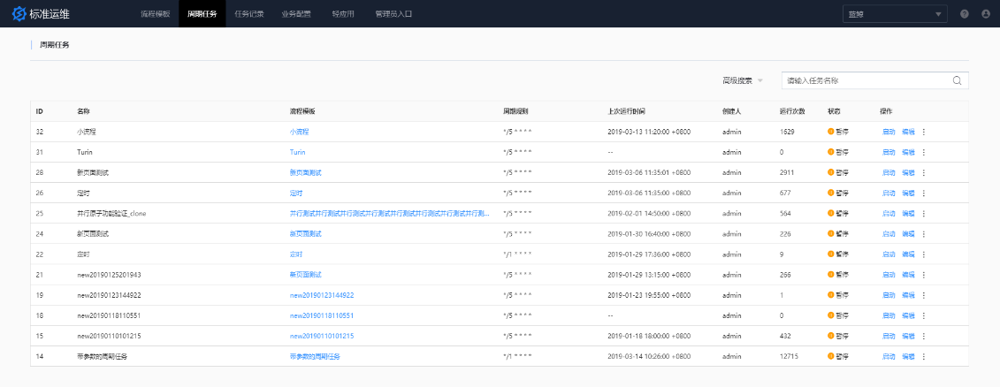 标准运维 流程模板 周期任务 任务记录 业务配置 轻应用 管理员入口 蓝鲸
周期任务
高级搜索 请输入任务名称
ID 名称 流程模板 周期规则 上次运行时间 创建人 运行次数 状态 操作
32 小流程 小流程 */5 * * * * 2019-03-13 11:20:00 +0800 admin 1629 暂停 启动 编辑
31 Turin Turin */5 * * * * -- admin 0 暂停 启动 编辑
28 新页面测试 新页面测试 */5 * * * * 2019-03-06 11:35:01 +0800 admin 2911 暂停 启动 编辑
26 定时 定时 */5 * * * * 2019-03-06 11:35:00 +0800 admin 677 暂停 启动 编辑
25 并行原子功能验证_clone 并行测试并行测试并行测试并行测试并行测试并行测试并行测试并行测... */5 * * * * 2019-02-01 14:50:00 +0800 admin 564 暂停 启动 编辑
24 新页面测试 新页面测试 */5 * * * * 2019-01-30 16:40:00 +0800 admin 226 暂停 启动 编辑
22 定时 定时 */1 * * * * 2019-01-29 17:36:00 +0800 admin 9 暂停 启动 编辑
21 new20190125201943 新页面测试 */5 * * * * 2019-01-29 13:15:00 +0800 admin 266 暂停 启动 编辑
19 new20190123144922 new20190123144922 */5 * * * * 2019-01-23 19:55:00 +0800 admin 1 暂停 启动 编辑
18 new20190118110551 new20190118110551 */5 * * * * -- admin 0 暂停 启动 编辑
15 new20190110101215 new20190110101215 */5 * * * * 2019-01-18 18:00:00 +0800 admin 432 暂停 启动 编辑
14 带参数的周期任务 带参数的周期任务 */1 * * * * 2019-03-14 10:26:00 +0800 admin 12715 暂停 启动 编辑